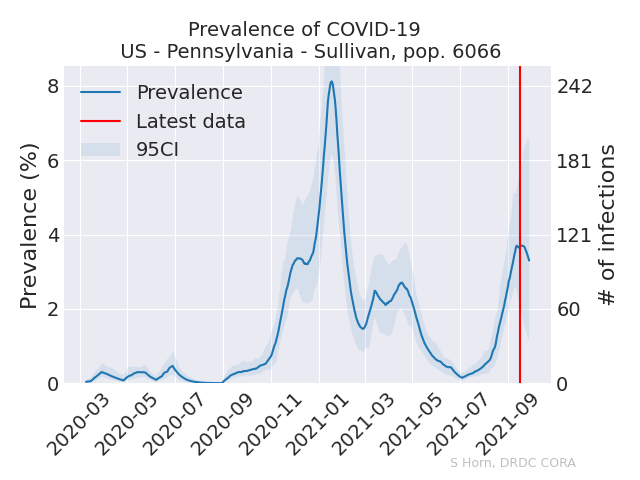 Prevalence of COVID-19
US - Pennsylvania - Sullivan, pop. 6066
Prevalence
Latest data
95CI
Prevalence (%)
8
6
4
2
0
242
181
121
60
0
# of infections
2020-03
2020-05
2020-07
2020-09
2020-11
2021-01
2021-03
2021-05
2021-07
2021-09
S Horn, DRDC CORA